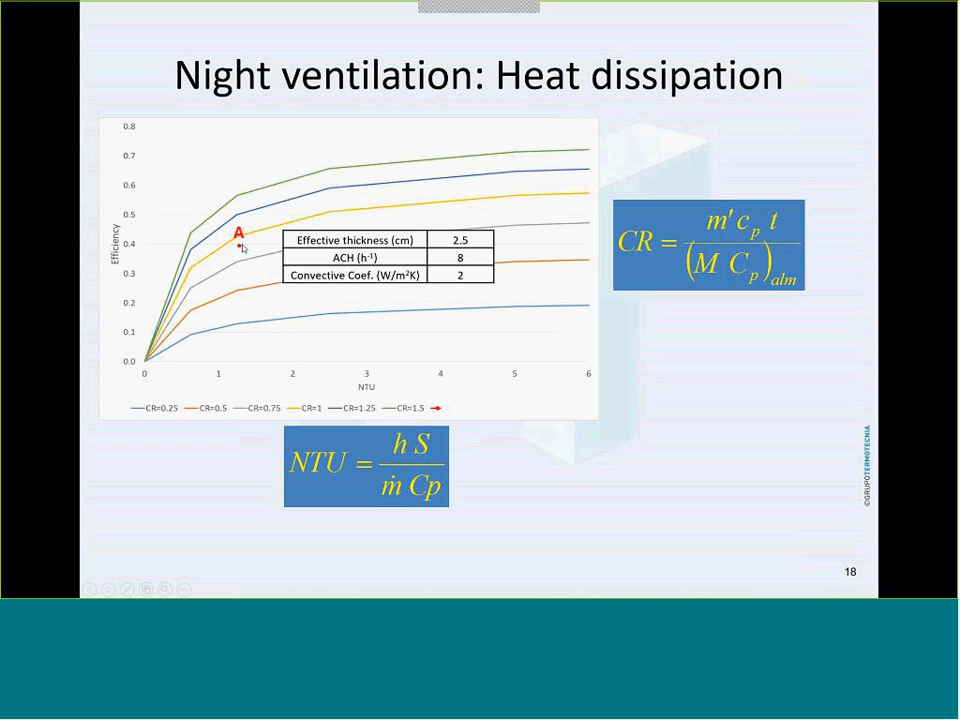 Night ventilation: Heat dissipation
0.8
0.7
0.6
0.5
0.4
0.3
0.2
0.1
0.0
Efficiency
A
Effective thickness (cm) 2.5
ACH (h-1) 8
Convective Coef. (W/m²K) 2
0 1 2 3 4 5 6
NTU
CR=0.25 CR=0.5 CR=0.75 CR=1 CR=1.25 CR=1.5
CR = m' c_p t / (M C_p)_alm
NTU = h S / ṁ Cp
©GRUPOTERMOTECNIA
18